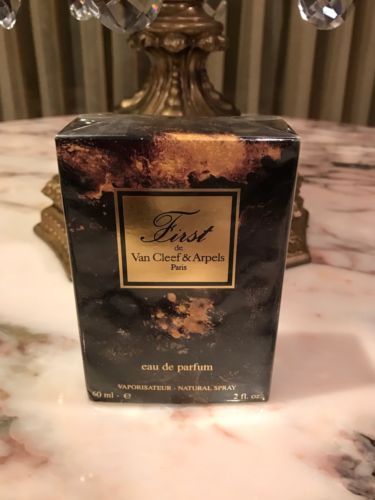 First
de
Van Cleef & Arpels
Paris
eau de parfum
VAPORISATEUR - NATURAL SPRAY
60 ml - ℮ 2 fl. oz.